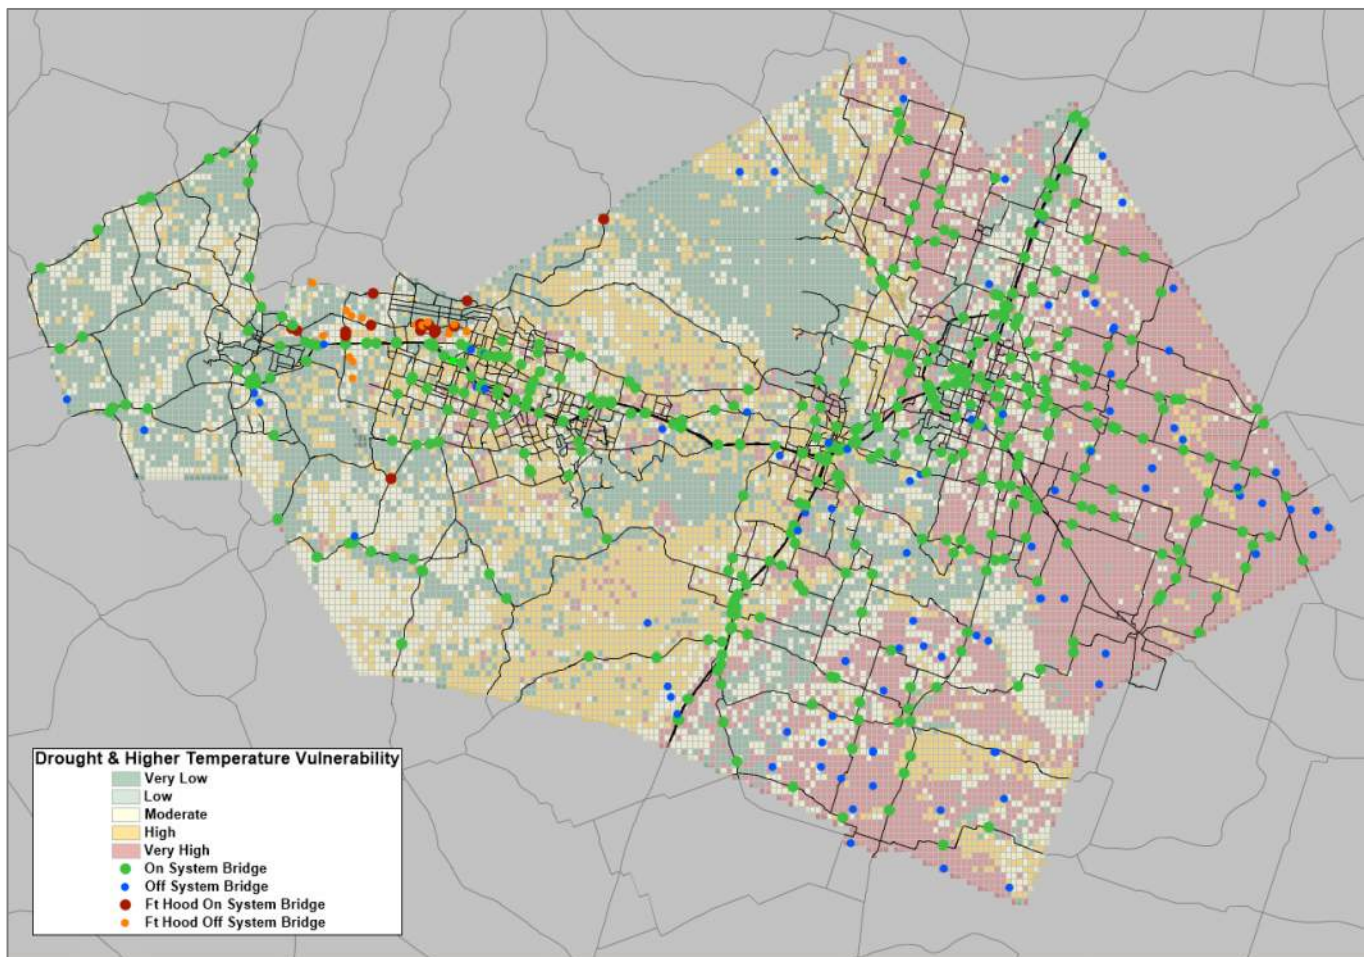 Drought & Higher Temperature Vulnerability
Very Low
Low
Moderate
High
Very High
On System Bridge
Off System Bridge
Ft Hood On System Bridge
Ft Hood Off System Bridge